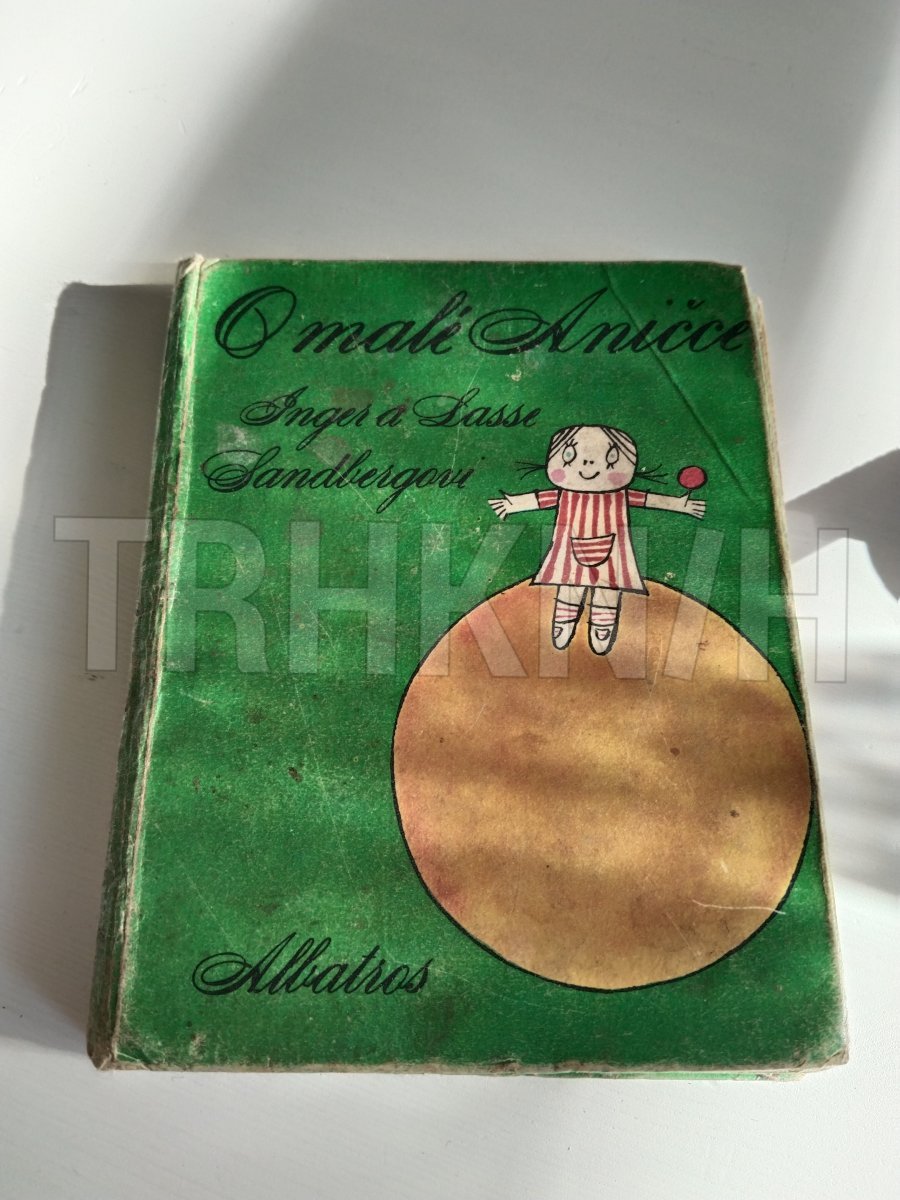 O malé Aničce
Inger a Lasse
Sandbergovi
TRHKNIH
Albatros